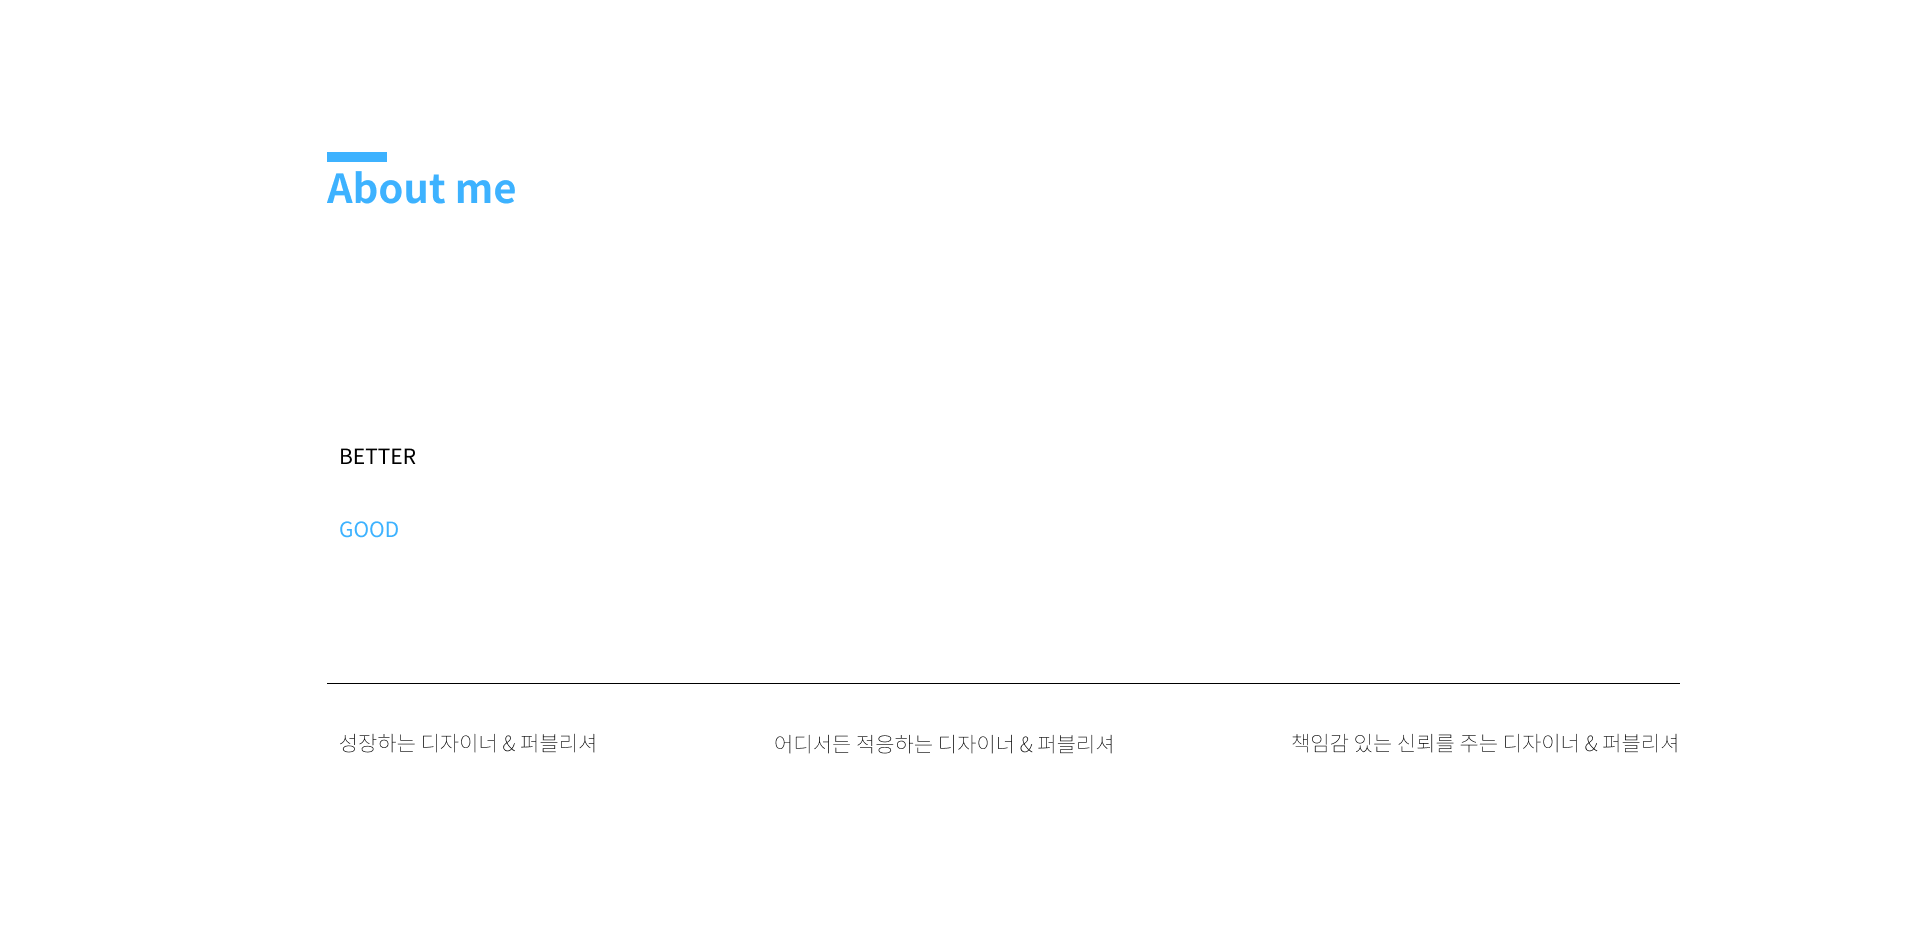 About me
BETTER
GOOD
성장하는 디자이너 & 퍼블리셔
어디서든 적응하는 디자이너 & 퍼블리셔
책임감 있는 신뢰를 주는 디자이너 & 퍼블리셔